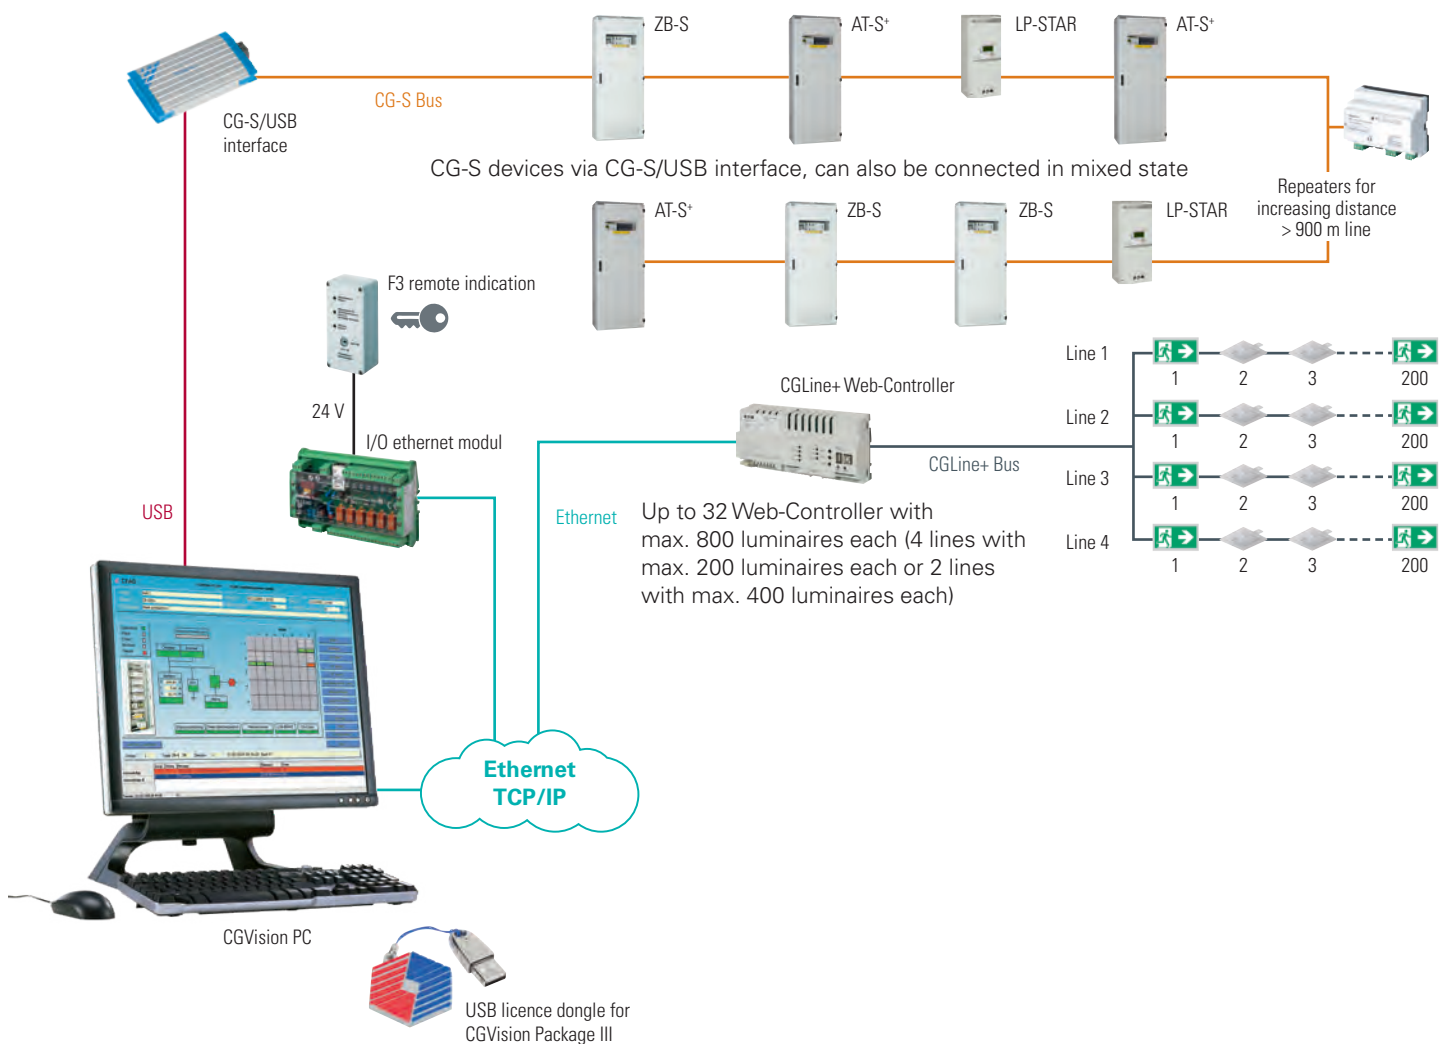 ZB-S
AT-S⁺
LP-STAR
AT-S⁺
CG-S Bus
CG-S/USB
interface
CG-S devices via CG-S/USB interface, can also be connected in mixed state
Repeaters for
increasing distance
> 900 m line
AT-S⁺
ZB-S
ZB-S
LP-STAR
F3 remote indication
24 V
I/O ethernet modul
USB
Ethernet
CGLine+ Web-Controller
CGLine+ Bus
Line 1
1 2 3 200
Line 2
1 2 3 200
Line 3
1 2 3 200
Line 4
1 2 3 200
Up to 32 Web-Controller with
max. 800 luminaires each (4 lines with
max. 200 luminaires each or 2 lines
with max. 400 luminaires each)
Ethernet
TCP/IP
CGVision PC
USB licence dongle for
CGVision Package III